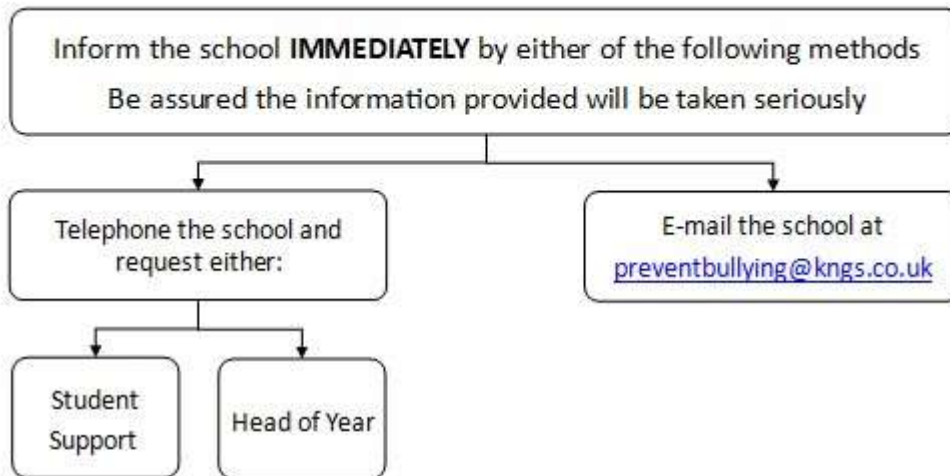 Inform the school IMMEDIATELY by either of the following methods
Be assured the information provided will be taken seriously
Telephone the school and
request either:
E-mail the school at
preventbullying@kngs.co.uk
Student
Support
Head of Year